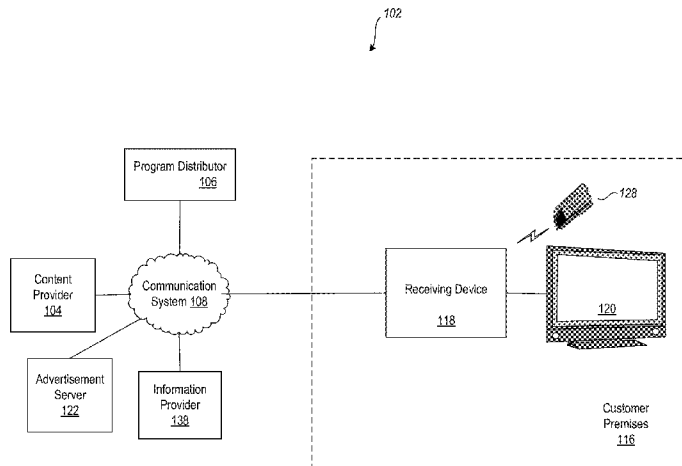 102
Program Distributor
106
128
Content
Provider
104
Communication
System 108
Receiving Device
118
120
Advertisement
Server
122
Information
Provider
138
Customer
Premises
116